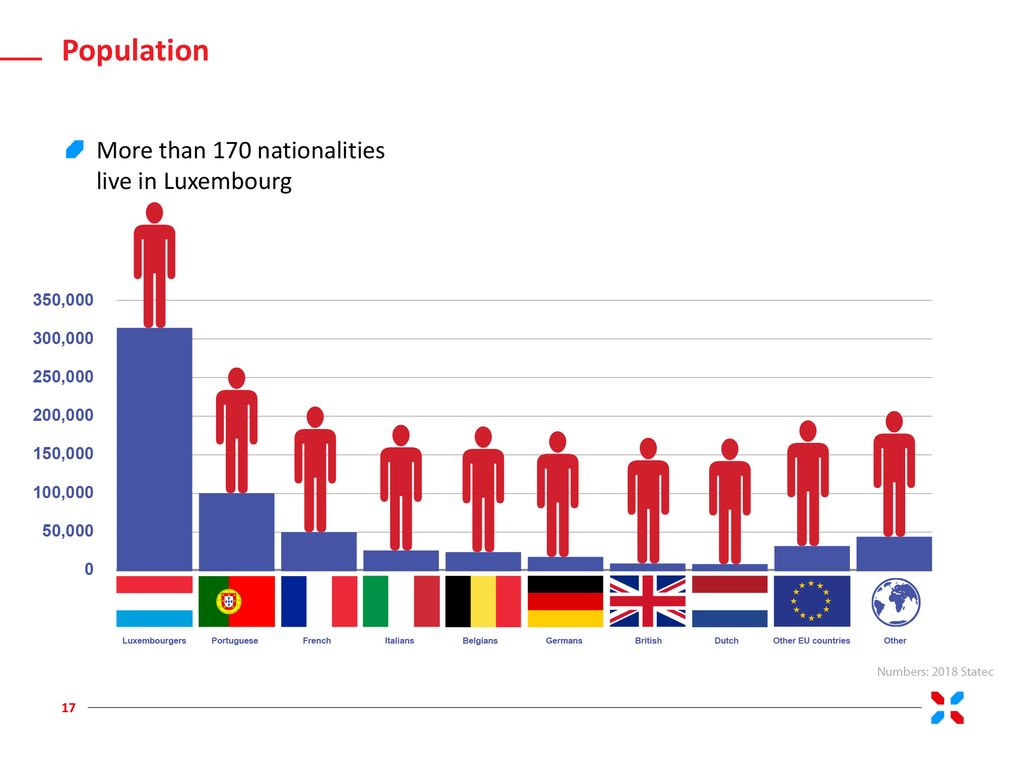 Population
More than 170 nationalities
live in Luxembourg
350,000
300,000
250,000
200,000
150,000
100,000
50,000
0
Luxembourgers Portuguese French Italians Belgians Germans British Dutch Other EU countries Other
Numbers: 2018 Statec
17